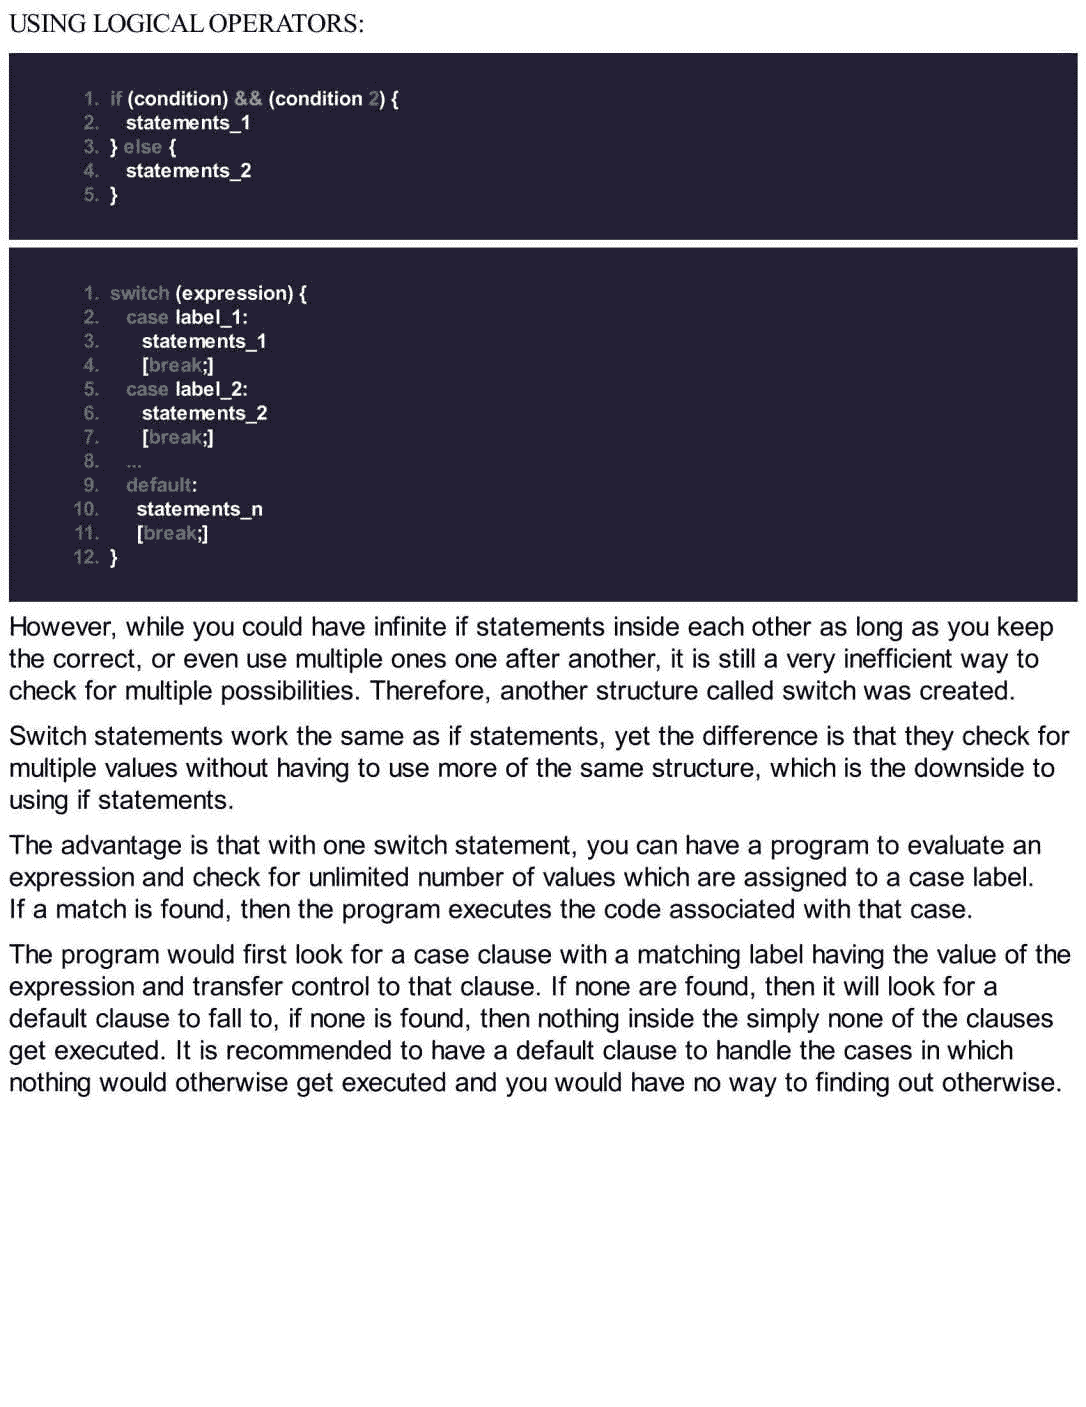 USING LOGICAL OPERATORS:
1. if (condition) && (condition 2) {
2. statements_1
3. } else {
4. statements_2
5. }
1. switch (expression) {
2. case label_1:
3. statements_1
4. [break;]
5. case label_2:
6. statements_2
7. [break;]
8. ...
9. default:
10. statements_n
11. [break;]
12. }
However, while you could have infinite if statements inside each other as long as you keep
the correct, or even use multiple ones one after another, it is still a very inefficient way to
check for multiple possibilities. Therefore, another structure called switch was created.
Switch statements work the same as if statements, yet the difference is that they check for
multiple values without having to use more of the same structure, which is the downside to
using if statements.
The advantage is that with one switch statement, you can have a program to evaluate an
expression and check for unlimited number of values which are assigned to a case label.
If a match is found, then the program executes the code associated with that case.
The program would first look for a case clause with a matching label having the value of the
expression and transfer control to that clause. If none are found, then it will look for a
default clause to fall to, if none is found, then nothing inside the simply none of the clauses
get executed. It is recommended to have a default clause to handle the cases in which
nothing would otherwise get executed and you would have no way to finding out otherwise.